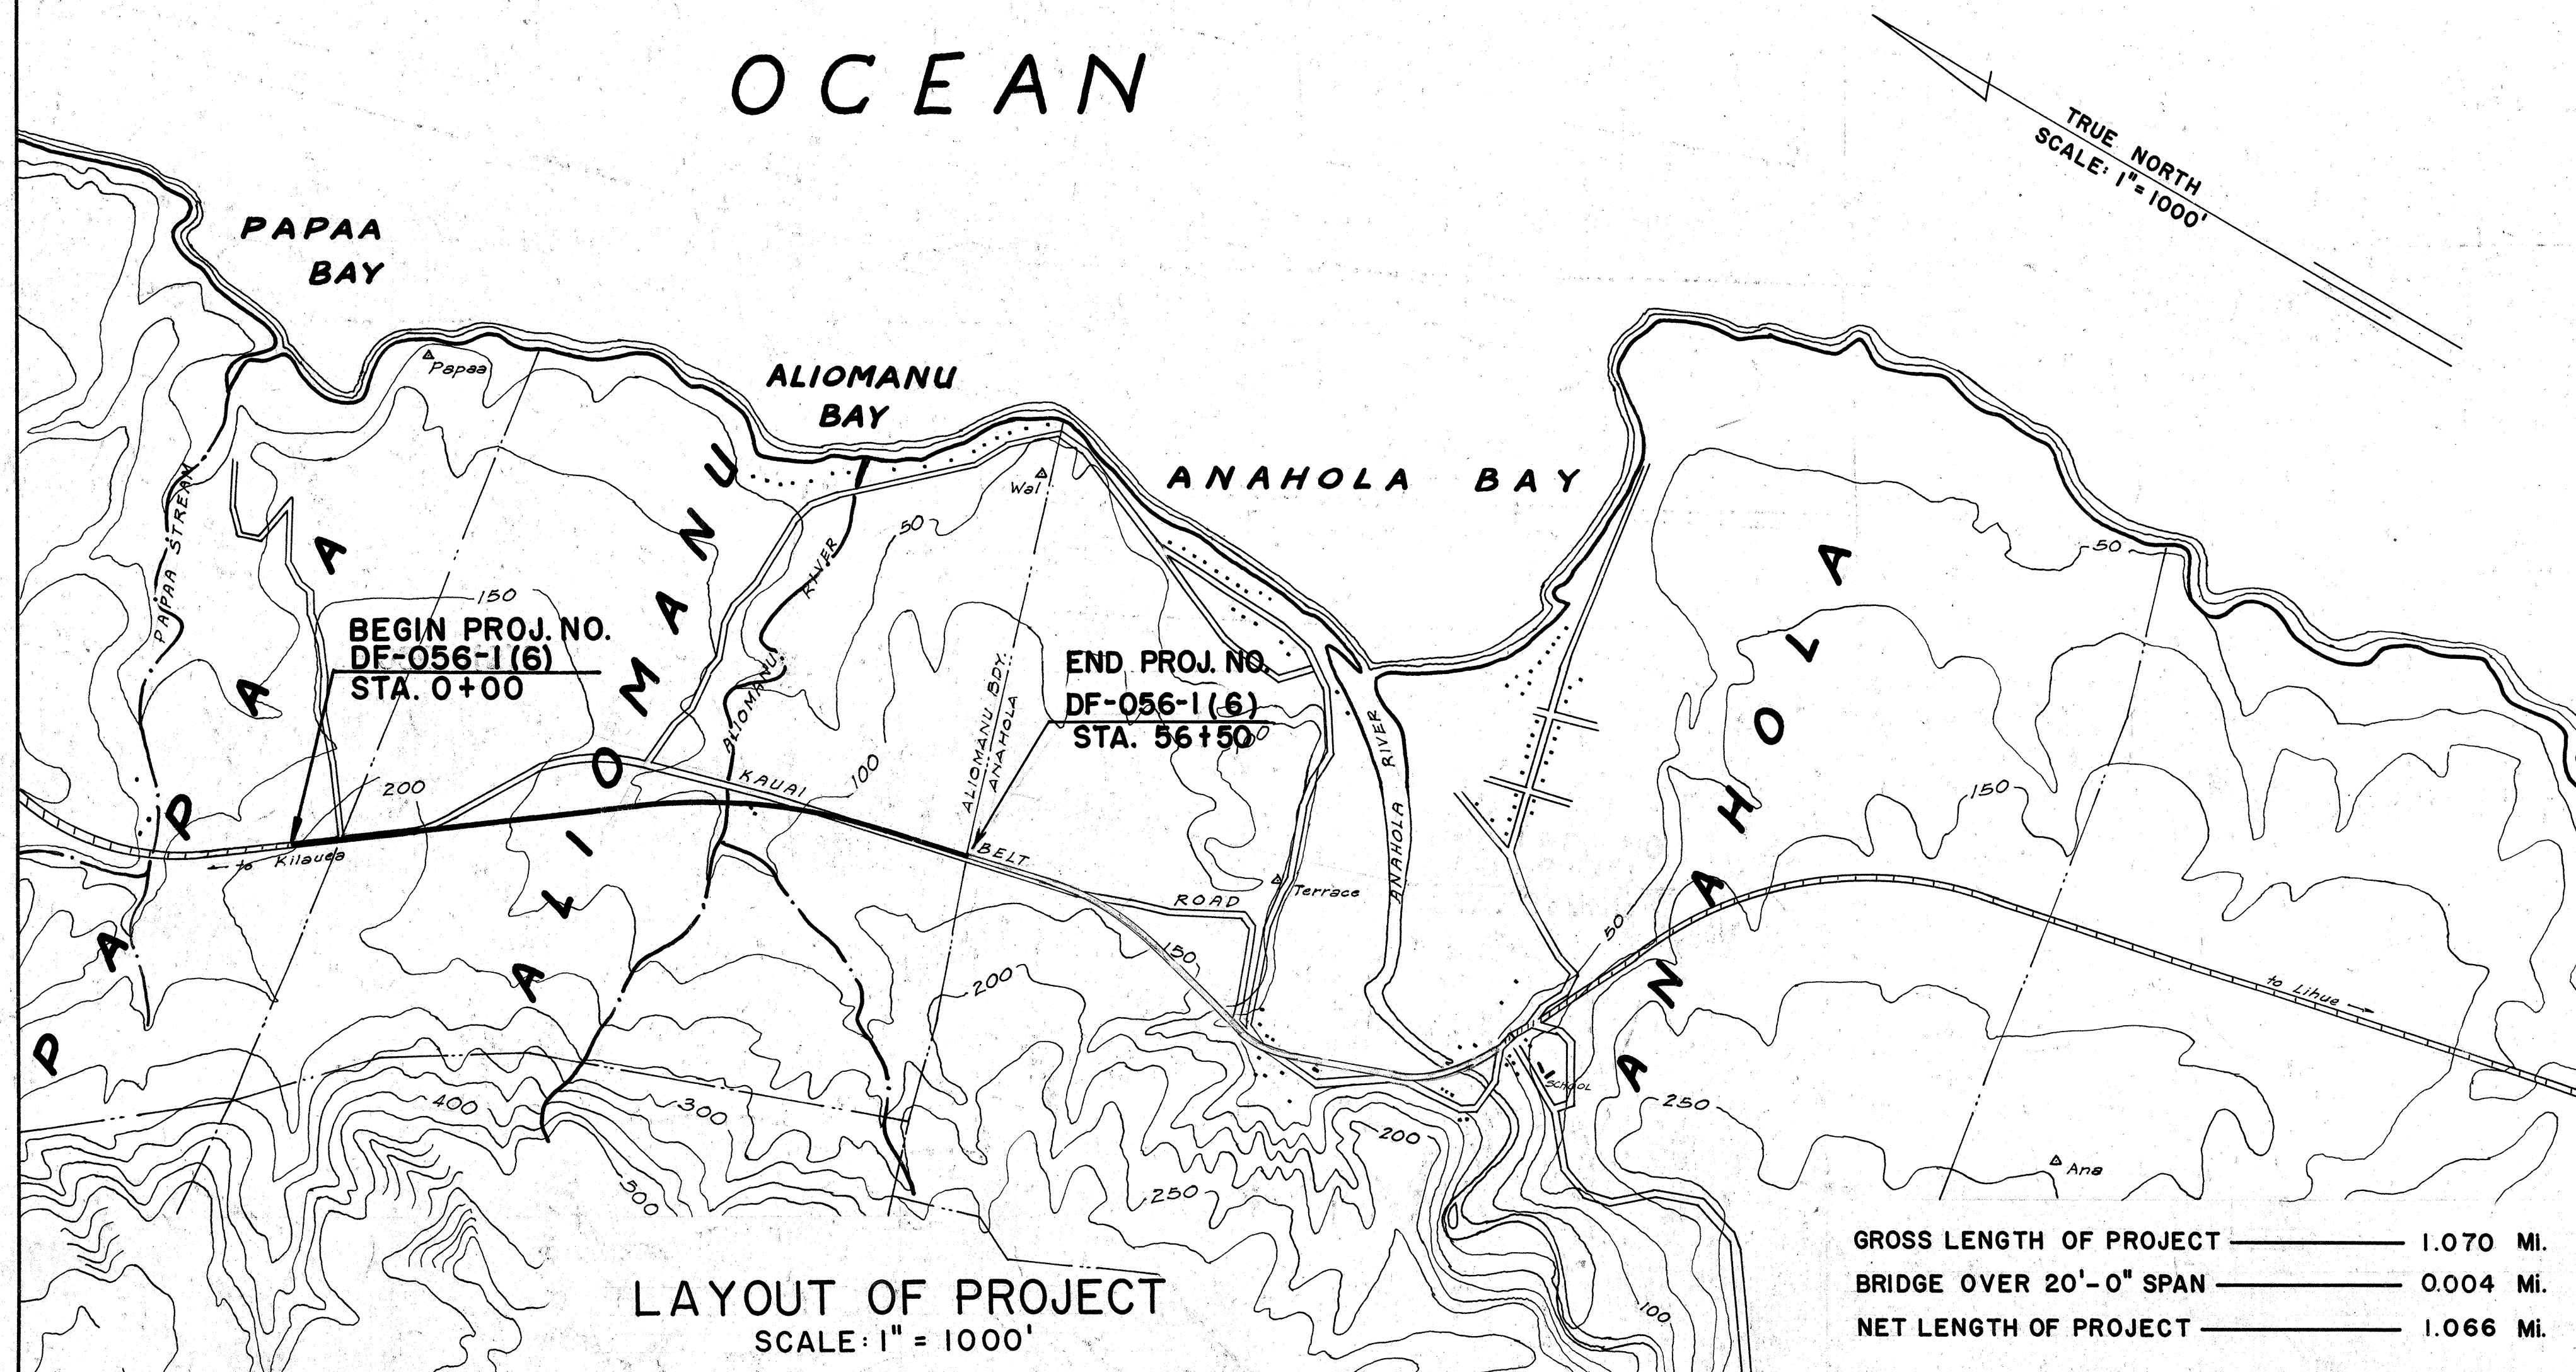 OCEAN
TRUE NORTH
SCALE: 1" = 1000'
PAPAA
BAY
Papaa
ALIOMANU
BAY
Wal
ANAHOLA BAY
PAPAA STREAM
50
RIVER
ALIOMANU
150
BEGIN PROJ. NO.
DF-056-1(6)
STA. 0+00
END PROJ. NO.
DF-056-1(6)
STA. 56+50
ALIOMANU BDY.
ANAHOLA
ANAHOLA RIVER
50
150
PAPAA
ALIOMANU
ANAHOLA
200
100
KAUAI
BELT
ROAD
← to Kilauea
Terrace
50
150
200
to Lihue →
400
300
500
SCHOOL
250
200
250
Ana
100
LAYOUT OF PROJECT
SCALE: 1" = 1000'
GROSS LENGTH OF PROJECT 1.070 Mi.
BRIDGE OVER 20'-0" SPAN 0.004 Mi.
NET LENGTH OF PROJECT 1.066 Mi.